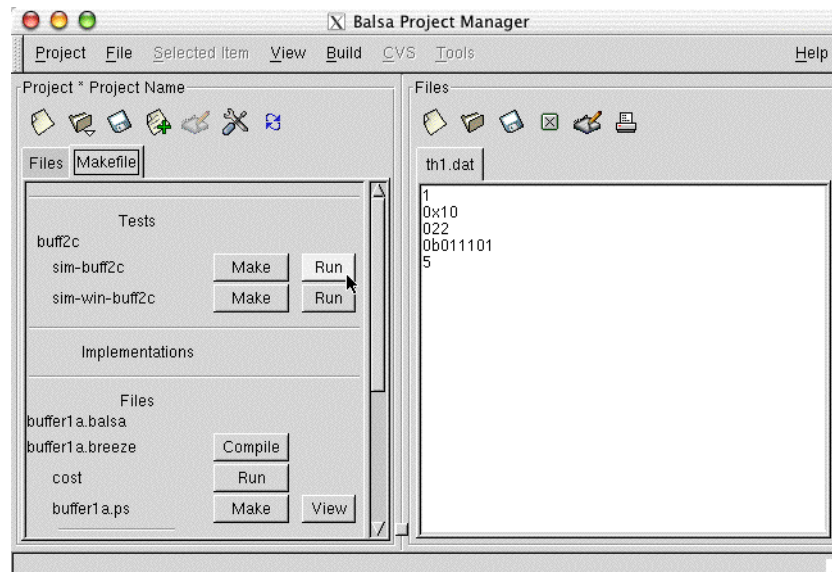 X Balsa Project Manager
Project File Selected Item View Build CVS Tools Help
Project * Project Name
Files Makefile
Tests
buff2c
sim-buff2c Make Run
sim-win-buff2c Make Run
Implementations
Files
buffer1a.balsa
buffer1a.breeze Compile
cost Run
buffer1a.ps Make View
Files
th1.dat
1
0x10
022
0b011101
5